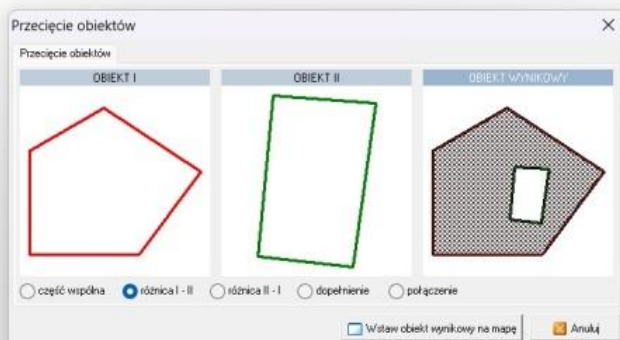 Przecięcie obiektów
Przecięcie obiektów
OBIEKT I
OBIEKT II
OBIEKT WYNIKOWY
część wspólna
różnica I - II
różnica II - I
dopełnienie
połączenie
Wstaw obiekt wynikowy na mapę
Anuluj